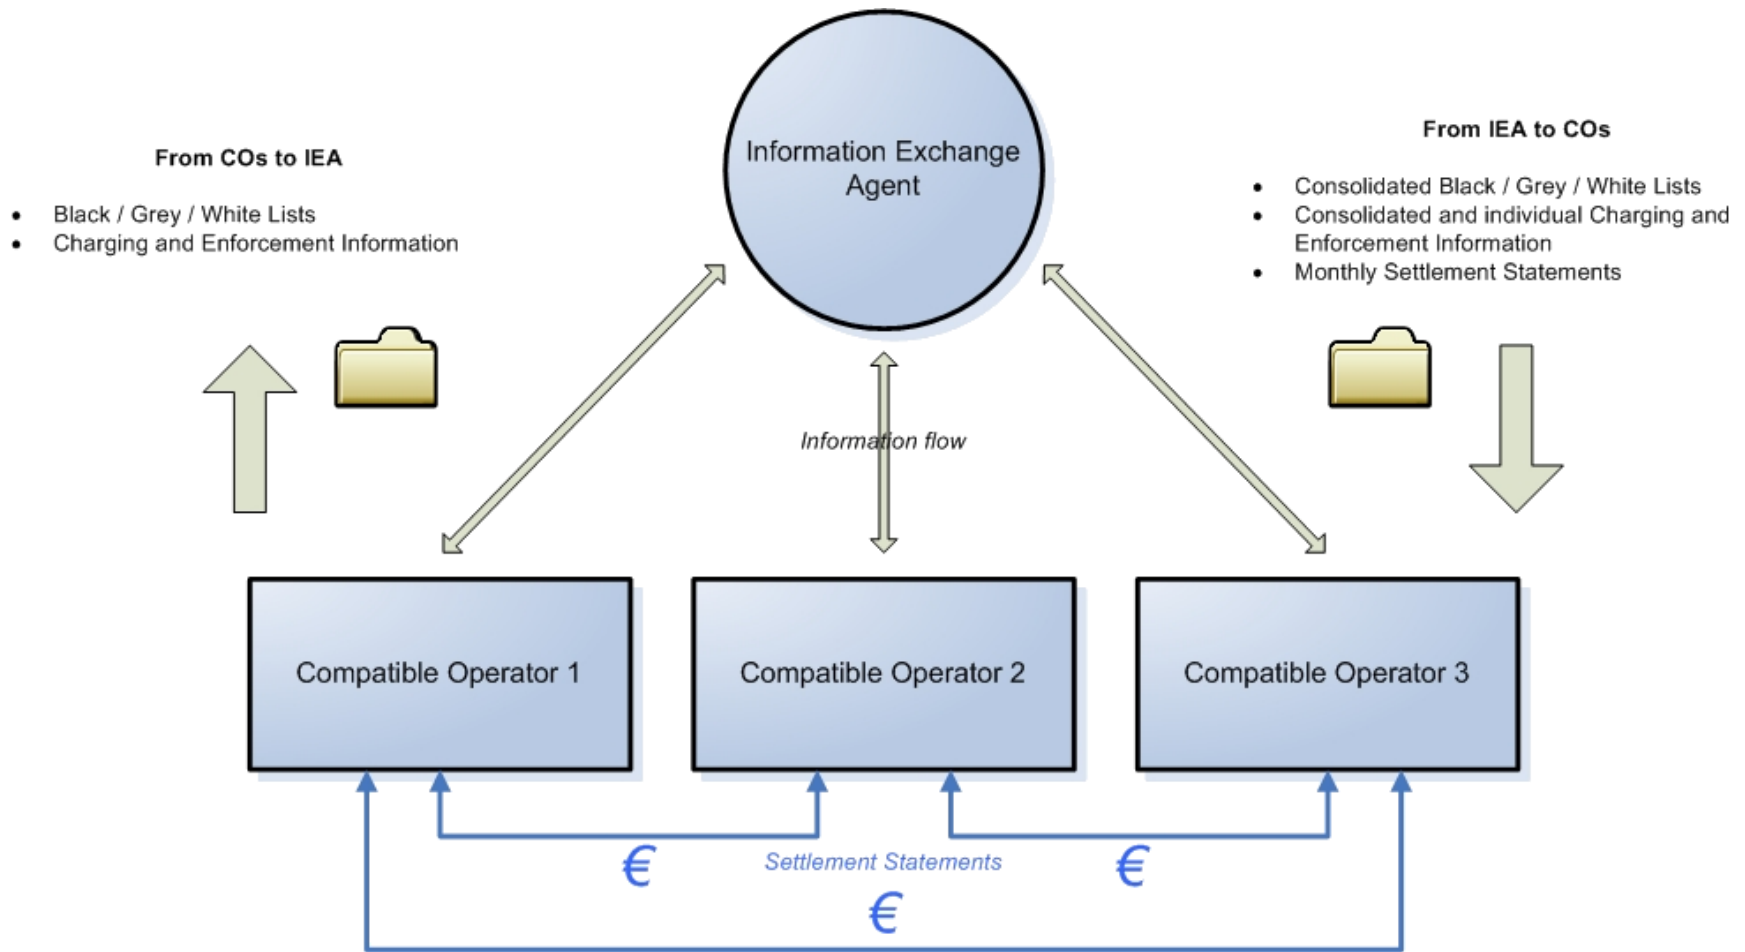 Information Exchange
Agent
From COs to IEA
• Black / Grey / White Lists
• Charging and Enforcement Information
From IEA to COs
• Consolidated Black / Grey / White Lists
• Consolidated and individual Charging and
Enforcement Information
• Monthly Settlement Statements
Information flow
Compatible Operator 1
Compatible Operator 2
Compatible Operator 3
€
Settlement Statements
€
€